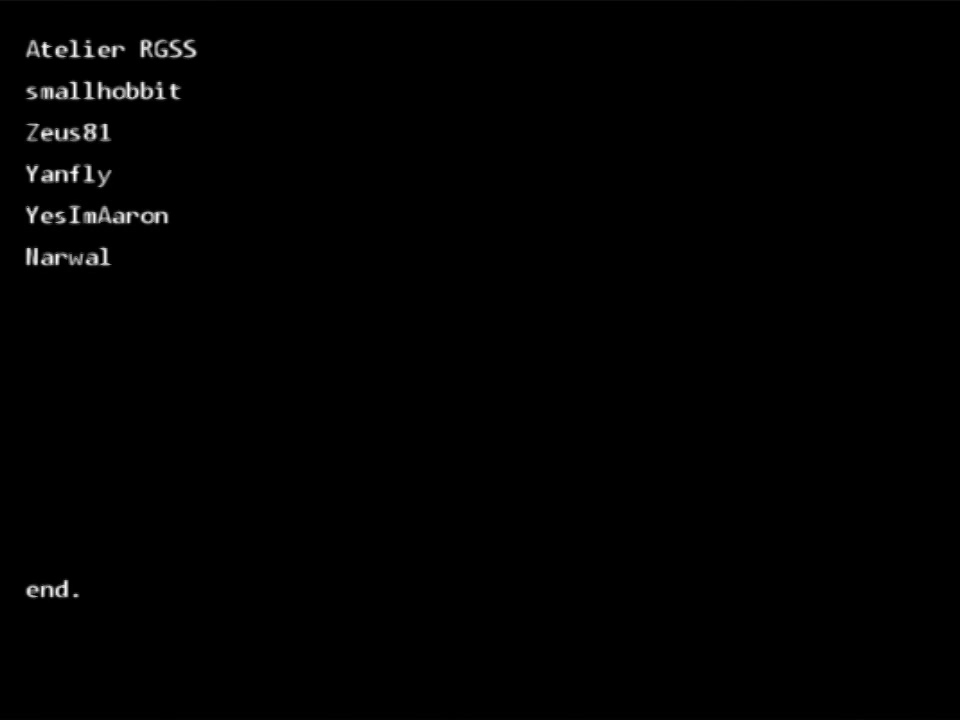 Atelier RGSS
smallhobbit
Zeus81
Yanfly
YesImAaron
Narwal
end.